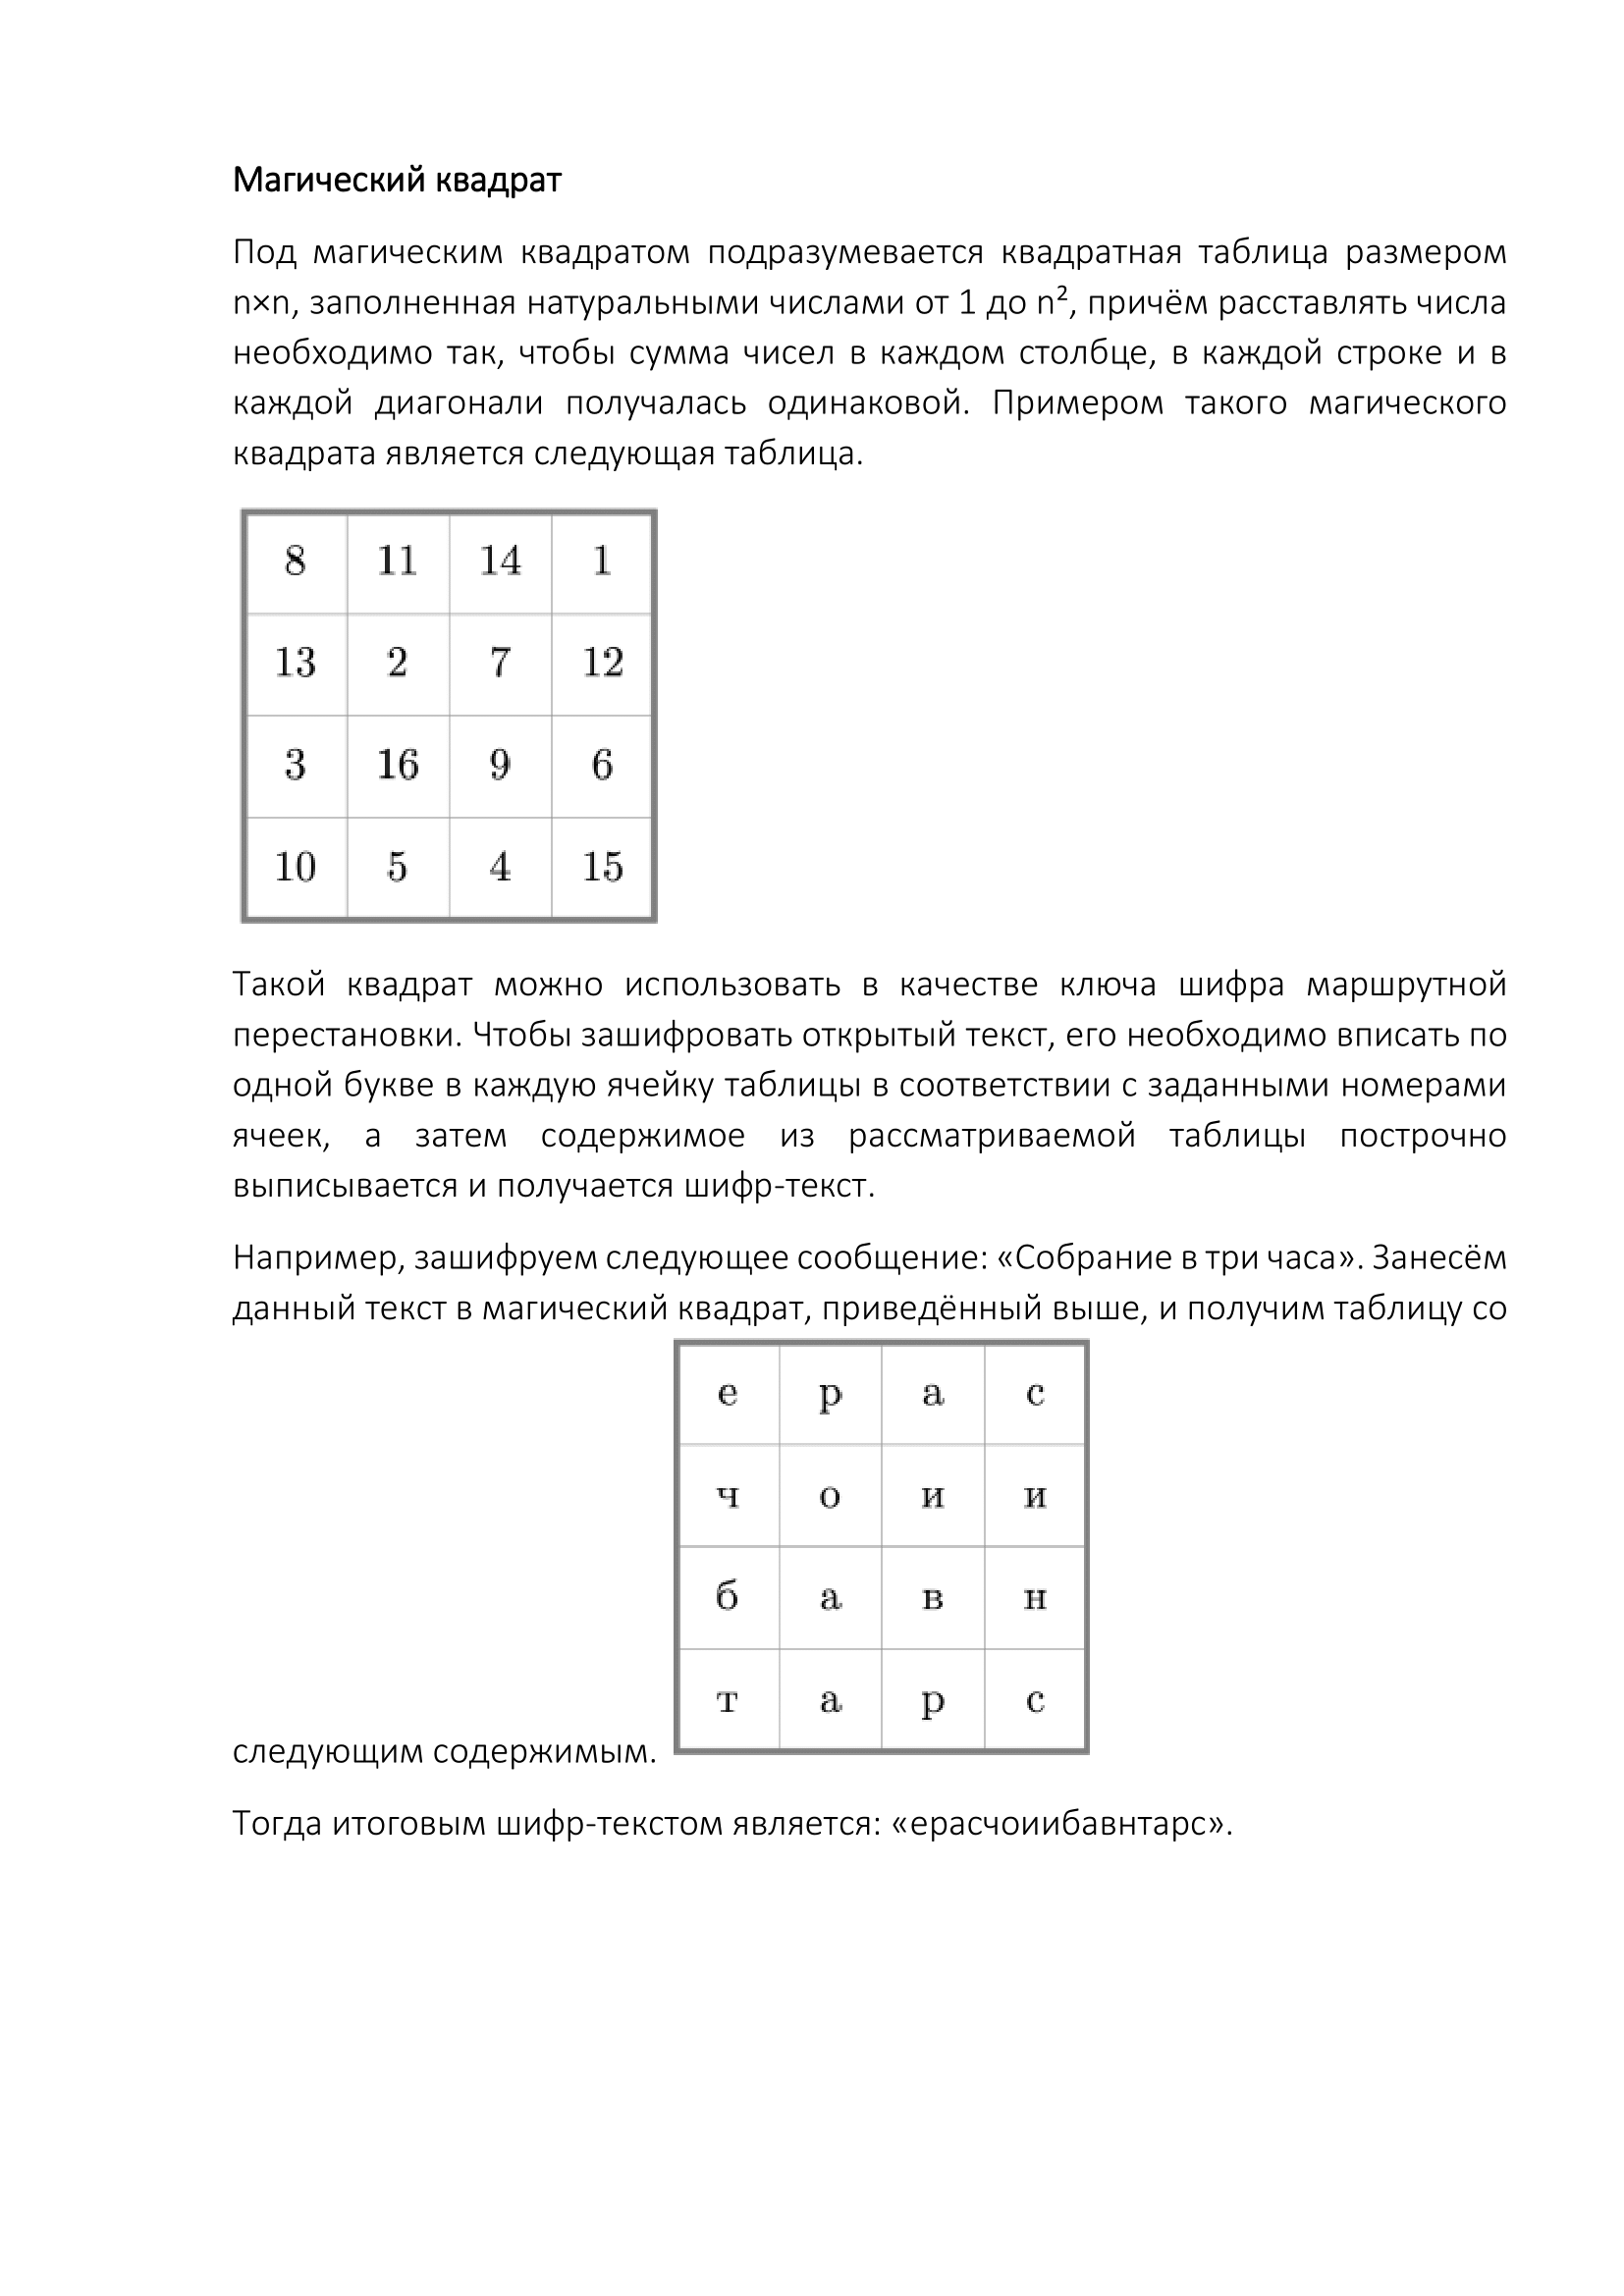 Магический квадрат
Под магическим квадратом подразумевается квадратная таблица размером
n×n, заполненная натуральными числами от 1 до n², причём расставлять числа
необходимо так, чтобы сумма чисел в каждом столбце, в каждой строке и в
каждой диагонали получалась одинаковой. Примером такого магического
квадрата является следующая таблица.
8 11 14 1
13 2 7 12
3 16 9 6
10 5 4 15
Такой квадрат можно использовать в качестве ключа шифра маршрутной
перестановки. Чтобы зашифровать открытый текст, его необходимо вписать по
одной букве в каждую ячейку таблицы в соответствии с заданными номерами
ячеек, а затем содержимое из рассматриваемой таблицы построчно
выписывается и получается шифр-текст.
Например, зашифруем следующее сообщение: «Собрание в три часа». Занесём
данный текст в магический квадрат, приведённый выше, и получим таблицу со
е р а с
ч о и и
б а в н
т а р с
следующим содержимым.
Тогда итоговым шифр-текстом является: «ерасчоиибавнтарс».